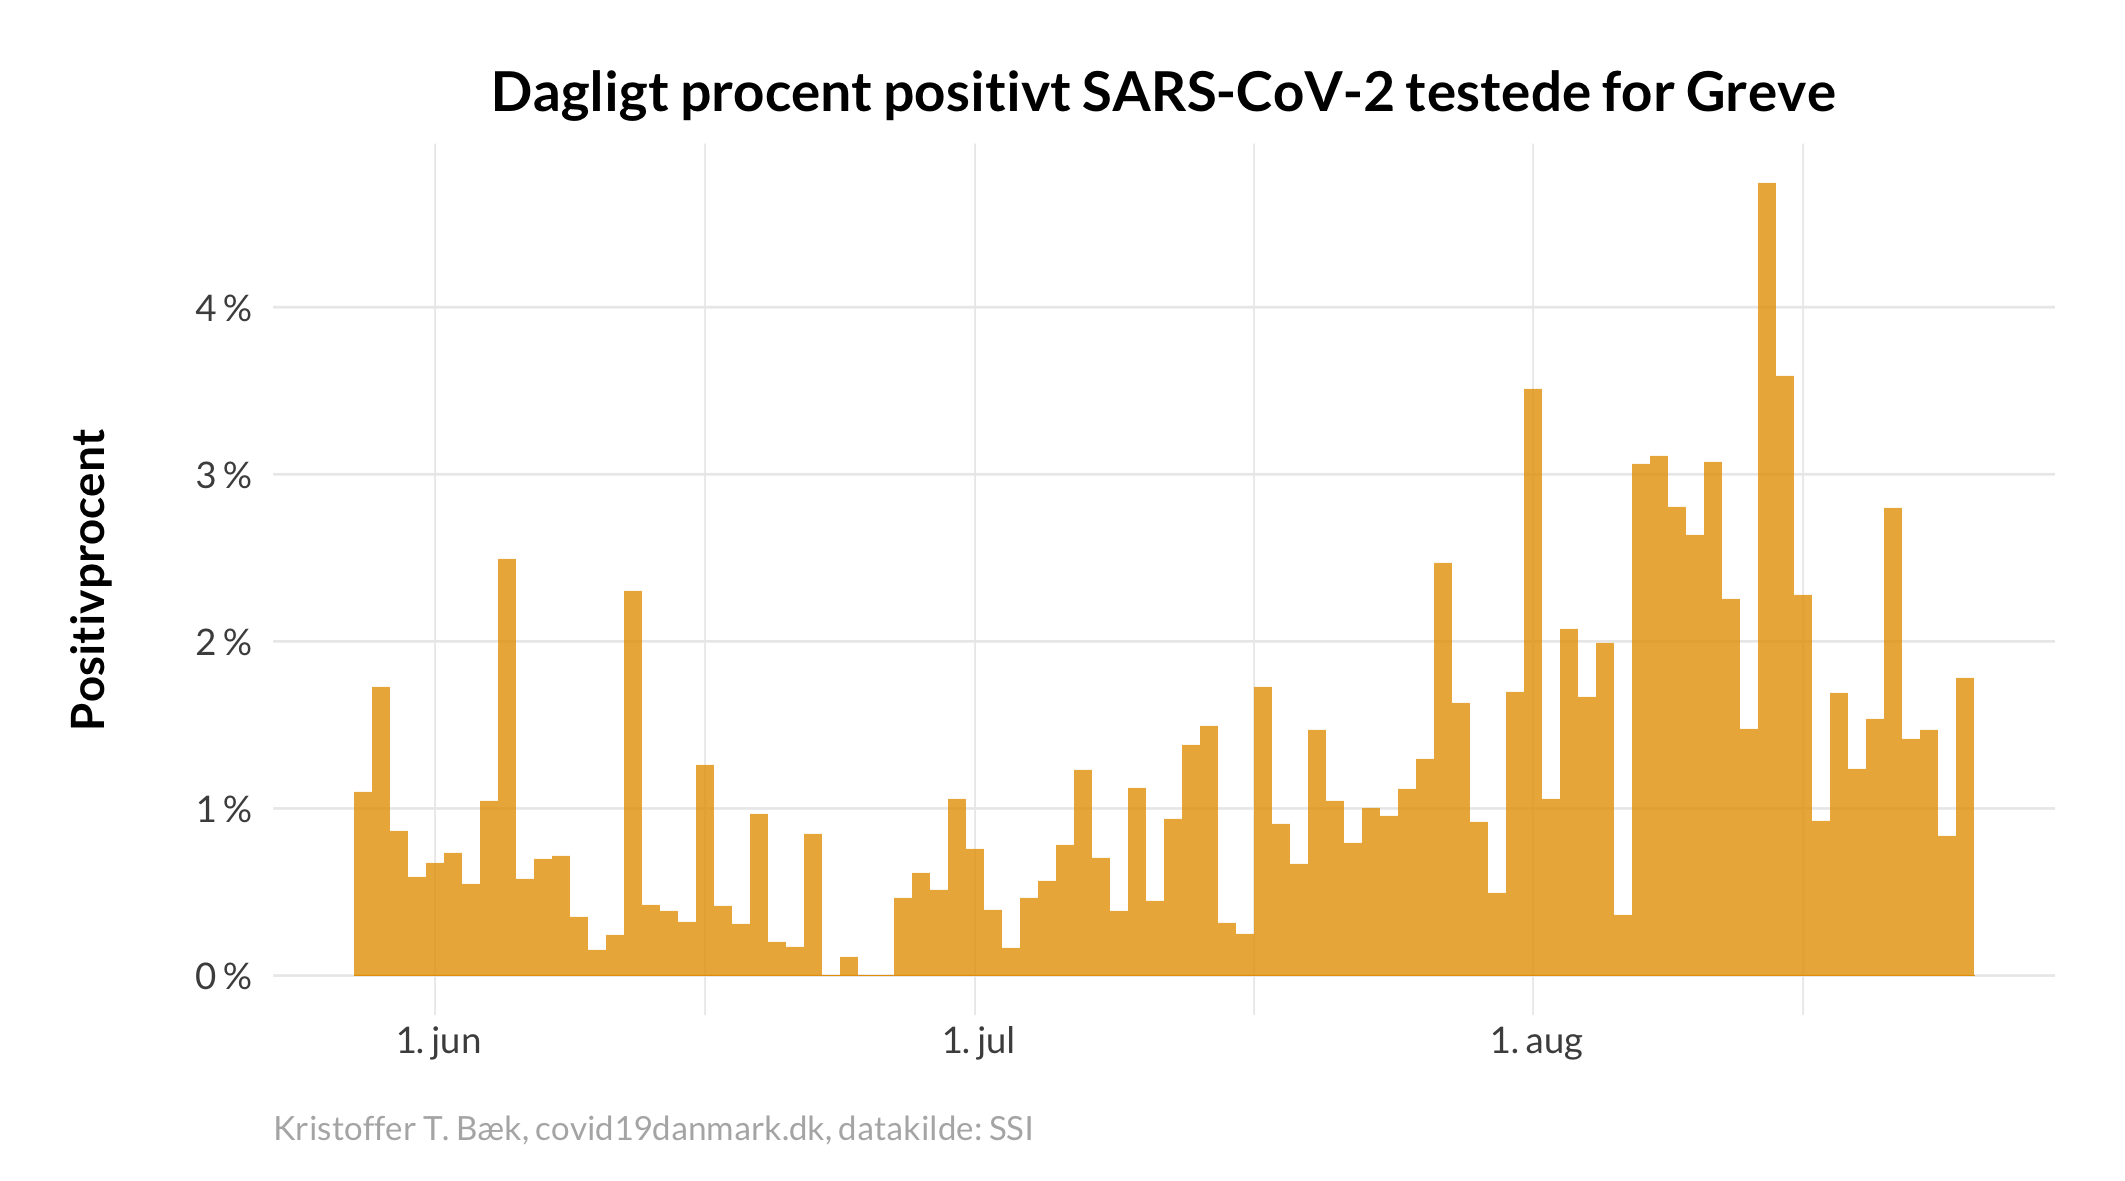 Dagligt procent positivt SARS-CoV-2 testede for Greve
Positivprocent
4 %
3 %
2 %
1 %
0 %
1. jun
1. jul
1. aug
Kristoffer T. Bæk, covid19danmark.dk, datakilde: SSI